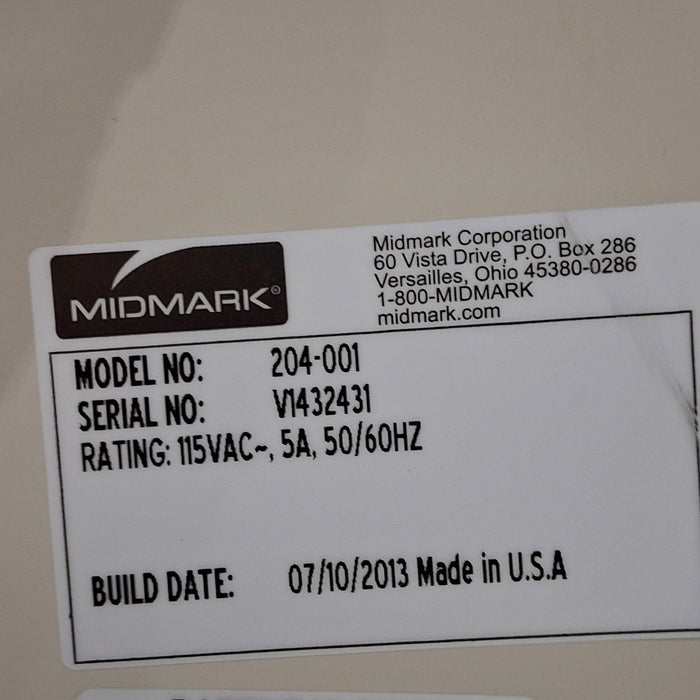 MIDMARK®
Midmark Corporation
60 Vista Drive, P.O. Box 286
Versailles, Ohio 45380-0286
1-800-MIDMARK
midmark.com
MODEL NO: 204-001
SERIAL NO: V1432431
RATING: 115VAC~, 5A, 50/60HZ
BUILD DATE: 07/10/2013 Made in U.S.A